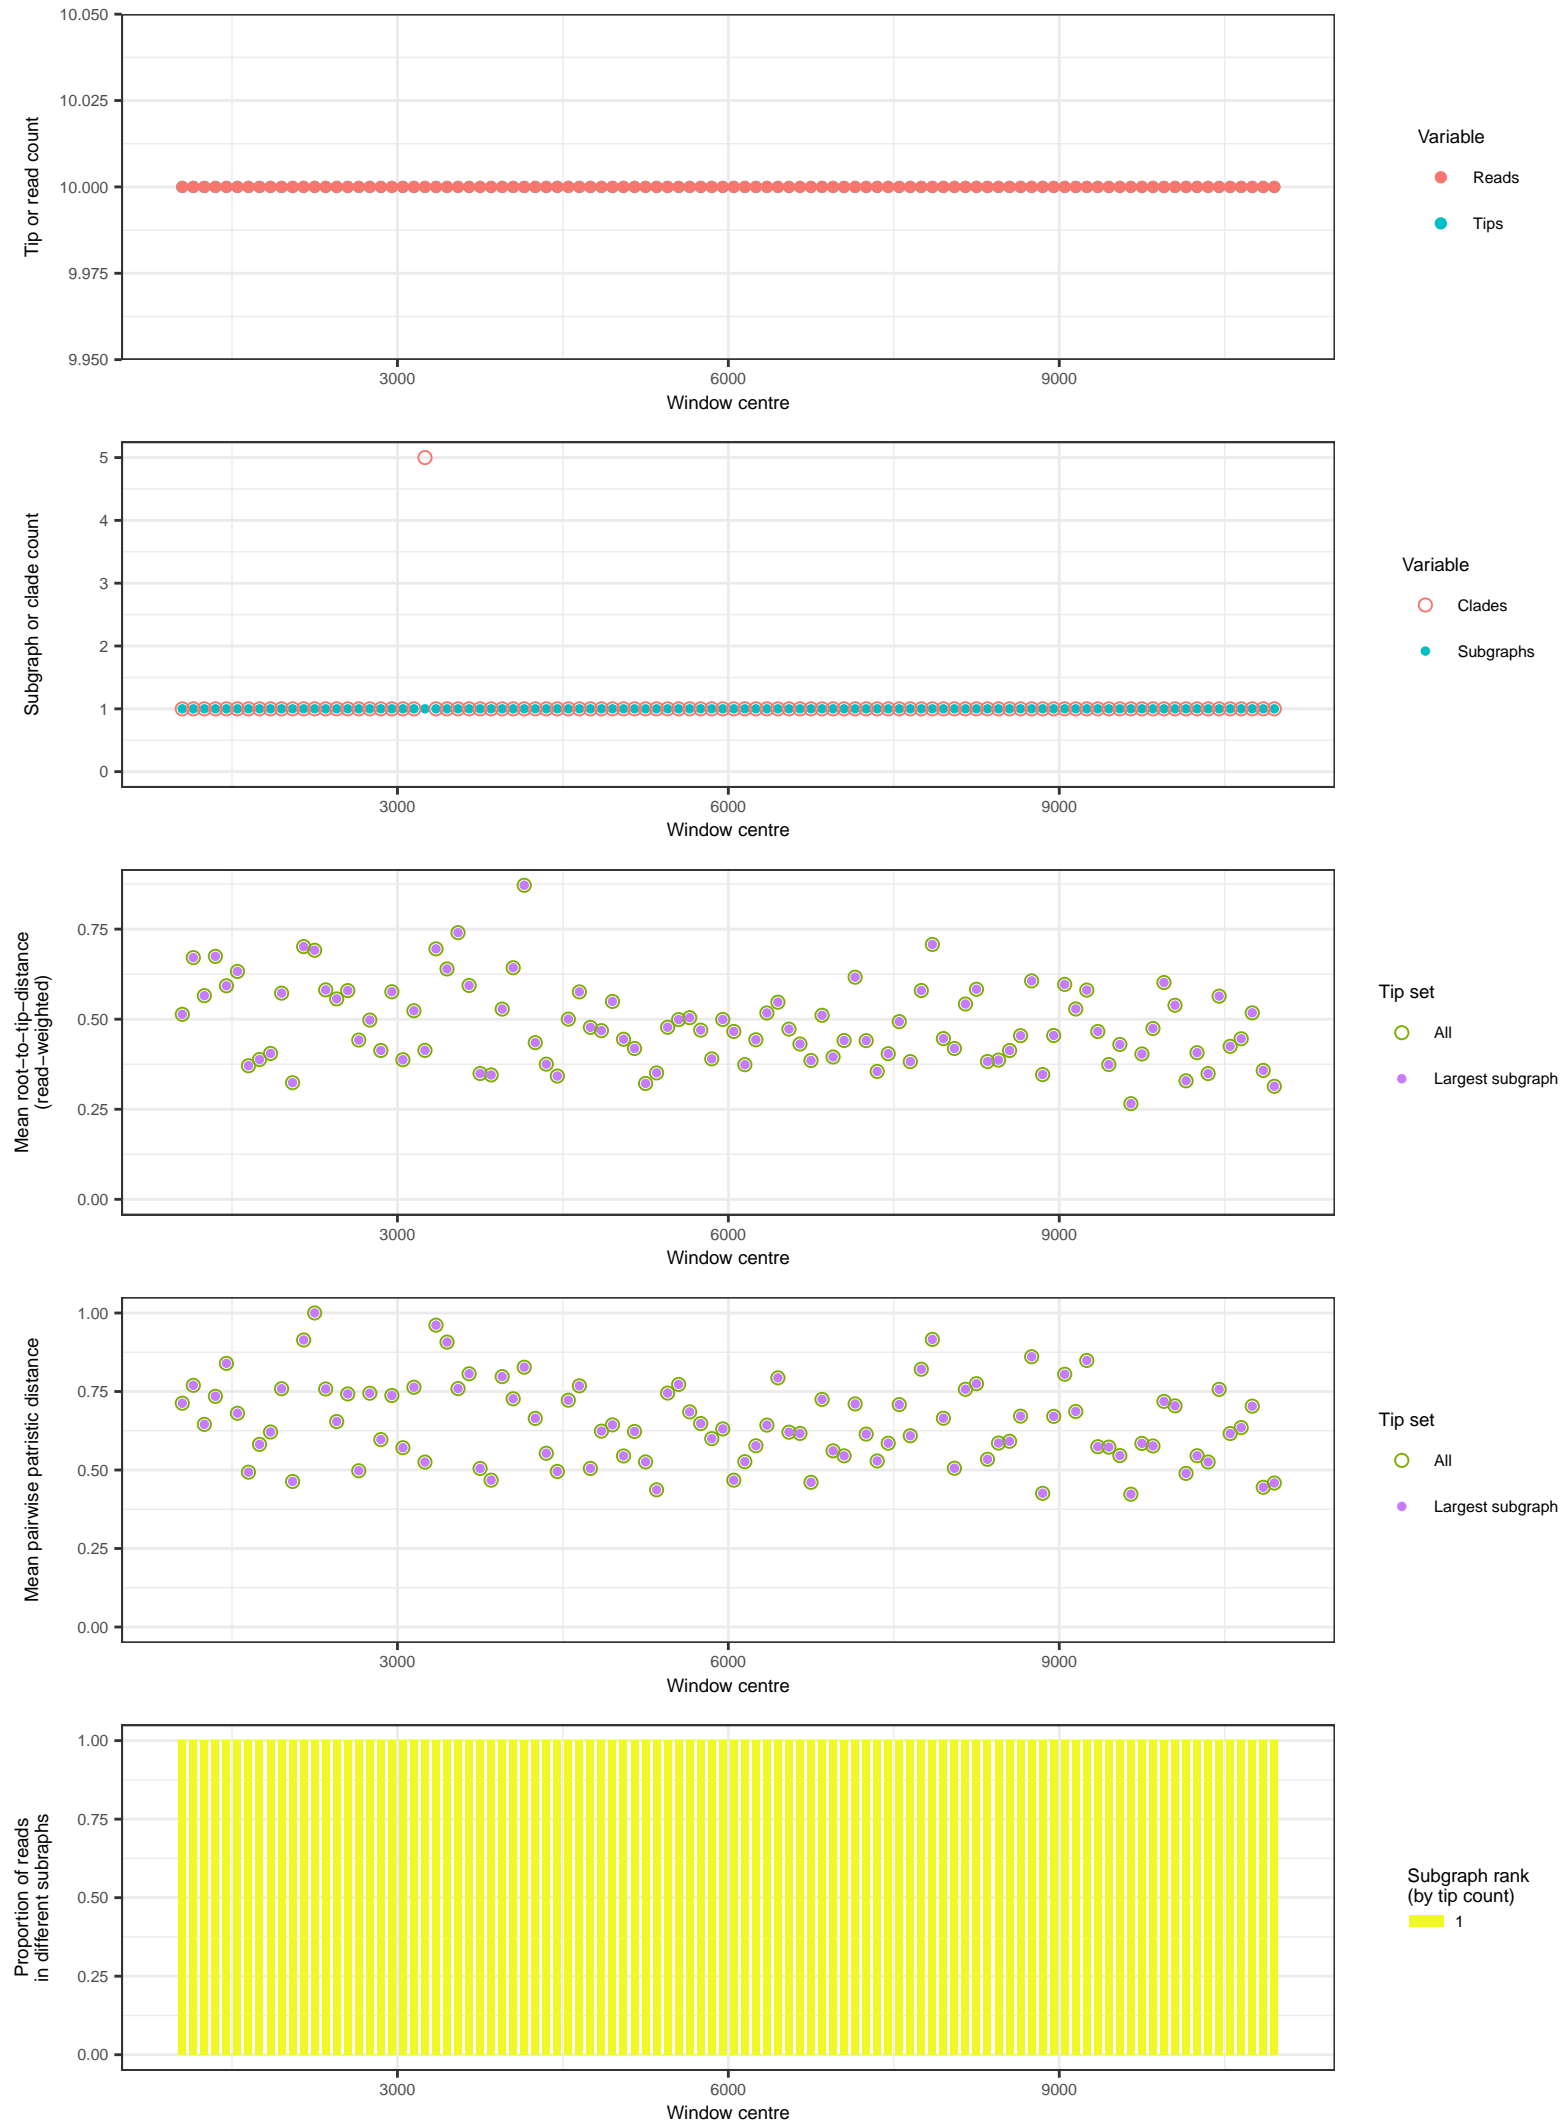 10.050
10.025
10.000
9.975
9.950
Tip or read count
3000
6000
9000
Window centre
Variable
Reads
Tips
5
4
3
2
1
0
Subgraph or clade count
3000
6000
9000
Window centre
Variable
Clades
Subgraphs
0.75
0.50
0.25
0.00
Mean root−to−tip−distance
(read−weighted)
3000
6000
9000
Window centre
Tip set
All
Largest subgraph
1.00
0.75
0.50
0.25
0.00
Mean pairwise patristic distance
3000
6000
9000
Window centre
Tip set
All
Largest subgraph
1.00
0.75
0.50
0.25
0.00
Proportion of reads
in different subraphs
3000
6000
9000
Window centre
Subgraph rank
(by tip count)
1